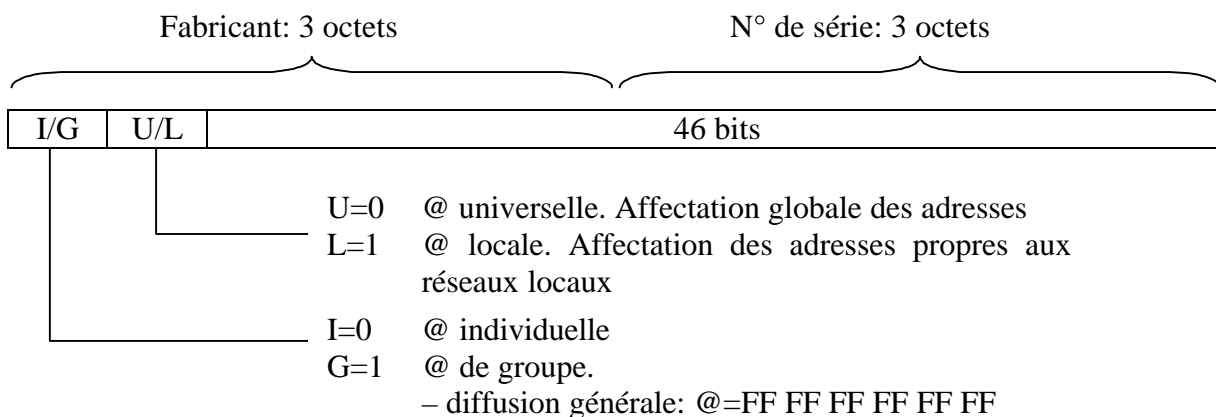 Fabricant: 3 octets
N° de série: 3 octets
I/G
U/L
46 bits
U=0 @ universelle. Affectation globale des adresses
L=1 @ locale. Affectation des adresses propres aux
réseaux locaux
I=0 @ individuelle
G=1 @ de groupe.
– diffusion générale: @=FF FF FF FF FF FF